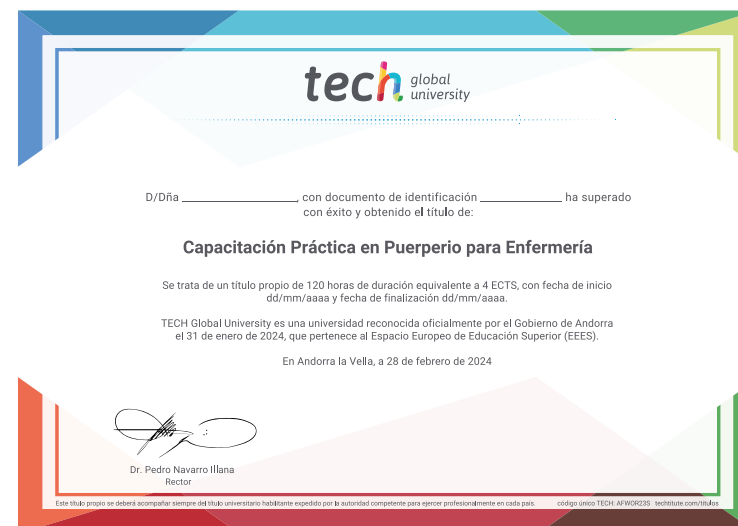 tech global university
D/Dña ____________, con documento de identificación ____________ ha superado
con éxito y obtenido el título de:
Capacitación Práctica en Puerperio para Enfermería
Se trata de un título propio de 120 horas de duración equivalente a 4 ECTS, con fecha de inicio
dd/mm/aaaa y fecha de finalización dd/mm/aaaa.
TECH Global University es una universidad reconocida oficialmente por el Gobierno de Andorra
el 31 de enero de 2024, que pertenece al Espacio Europeo de Educación Superior (EEES).
En Andorra la Vella, a 28 de febrero de 2024
Dr. Pedro Navarro Illana
Rector
Este título propio se deberá acompañar siempre del título universitario habilitante expedido por la autoridad competente para ejercer profesionalmente en cada país. código único TECH: AFWOR23S techtitute.com/titulos